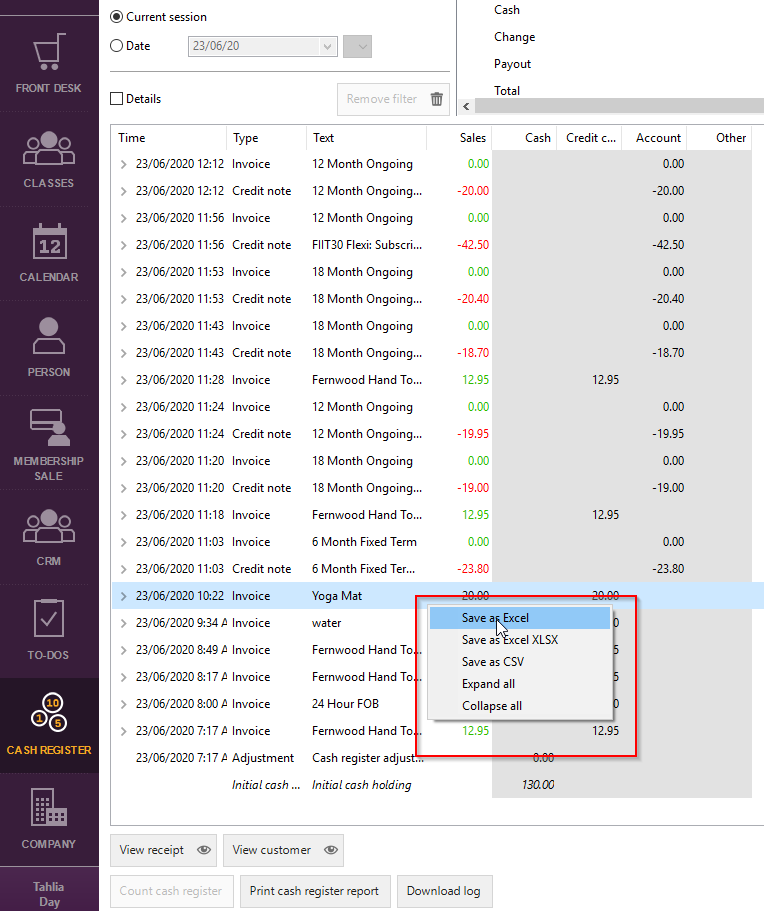 Current session
Date 23/06/20
Details
Remove filter
Cash
Change
Payout
Total
FRONT DESK
CLASSES
12
CALENDAR
PERSON
MEMBERSHIP
SALE
CRM
TO-DOS
10
1 5
CASH REGISTER
COMPANY
Tahlia
Day
Time Type Text Sales Cash Credit c... Account Other
23/06/2020 12:12 Invoice 12 Month Ongoing 0.00 0.00
23/06/2020 12:12 Credit note 12 Month Ongoing... -20.00 -20.00
23/06/2020 11:56 Invoice 12 Month Ongoing 0.00 0.00
23/06/2020 11:56 Credit note FIIT30 Flexi: Subscri... -42.50 -42.50
23/06/2020 11:53 Invoice 18 Month Ongoing 0.00 0.00
23/06/2020 11:53 Credit note 18 Month Ongoing... -20.40 -20.40
23/06/2020 11:43 Invoice 18 Month Ongoing 0.00 0.00
23/06/2020 11:43 Credit note 18 Month Ongoing... -18.70 -18.70
23/06/2020 11:28 Invoice Fernwood Hand To... 12.95 12.95
23/06/2020 11:24 Invoice 12 Month Ongoing 0.00 0.00
23/06/2020 11:24 Credit note 12 Month Ongoing... -19.95 -19.95
23/06/2020 11:20 Invoice 18 Month Ongoing 0.00 0.00
23/06/2020 11:20 Credit note 18 Month Ongoing... -19.00 -19.00
23/06/2020 11:18 Invoice Fernwood Hand To... 12.95 12.95
23/06/2020 11:03 Invoice 6 Month Fixed Term 0.00 0.00
23/06/2020 11:03 Credit note 6 Month Fixed Ter... -23.80 -23.80
23/06/2020 10:22 Invoice Yoga Mat 20.00 20.00
23/06/2020 9:34 A Invoice water 0
23/06/2020 8:49 A Invoice Fernwood Hand To... 5
23/06/2020 8:17 A Invoice Fernwood Hand To... 5
23/06/2020 8:00 A Invoice 24 Hour FOB 0
23/06/2020 7:17 A Invoice Fernwood Hand To... 12.95 12.95
23/06/2020 7:17 A Adjustment Cash register adjust... 0.00
Initial cash ... Initial cash holding 130.00
Save as Excel
Save as Excel XLSX
Save as CSV
Expand all
Collapse all
View receipt
View customer
Count cash register
Print cash register report
Download log